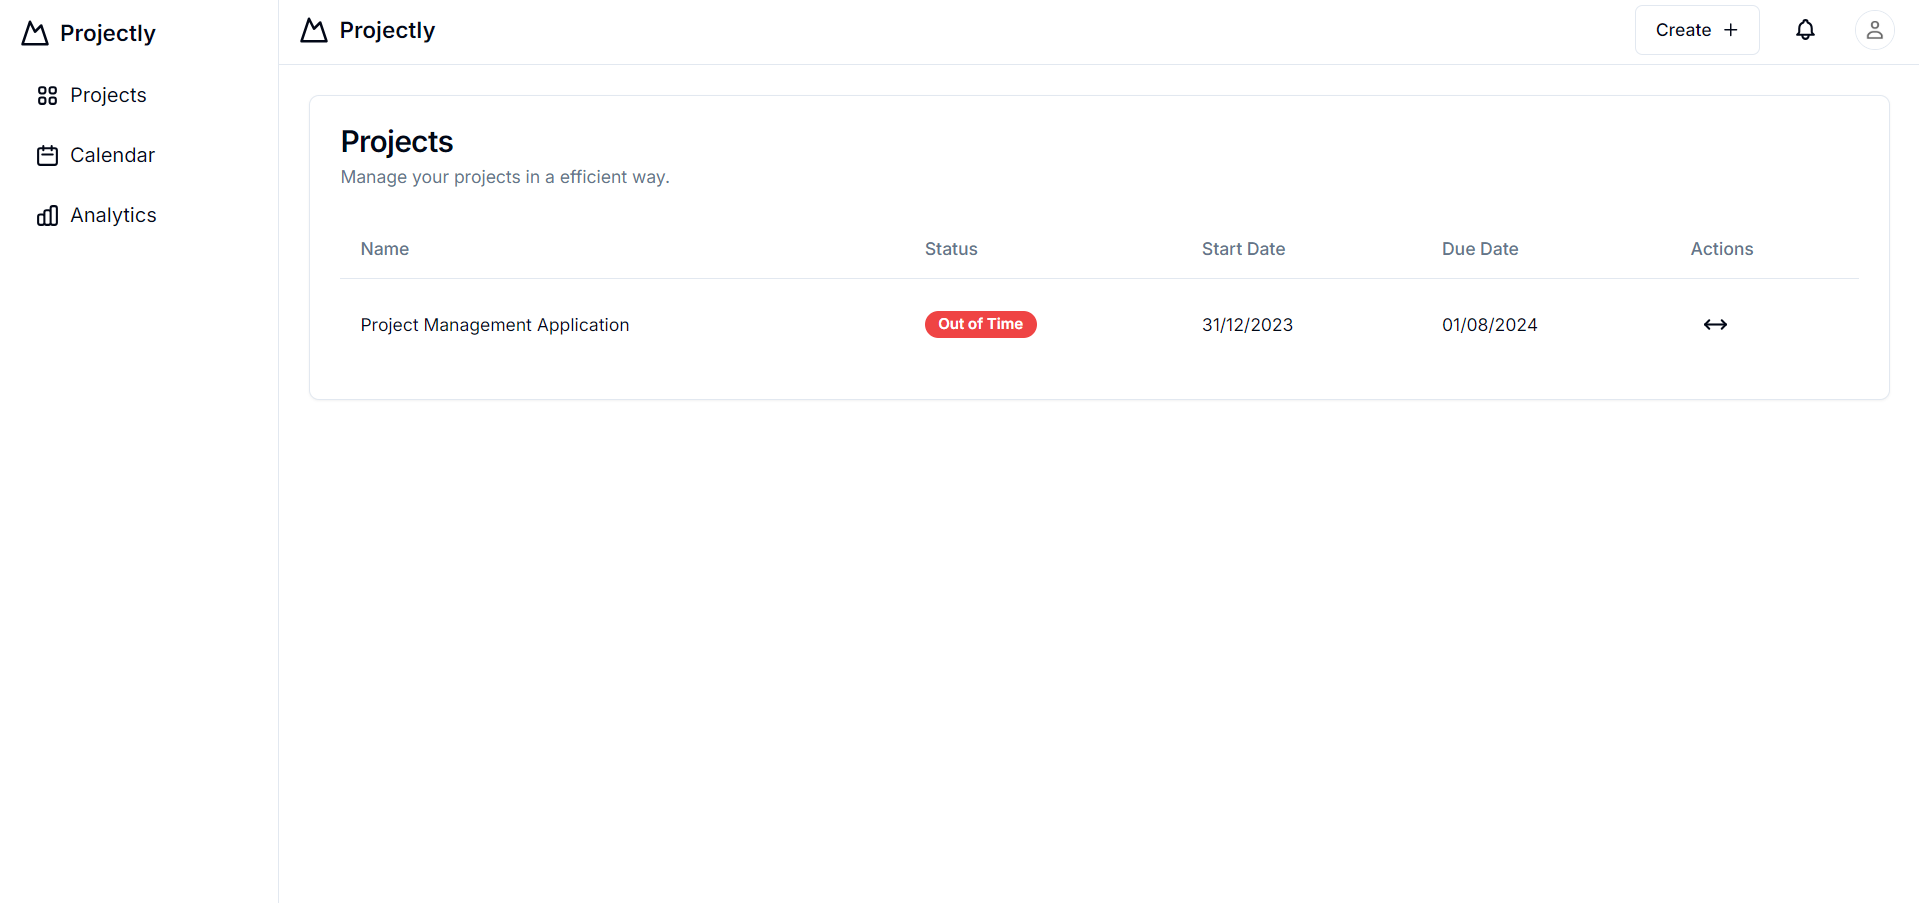 Projectly
Projects
Calendar
Analytics
Projectly
Create
Projects
Manage your projects in a efficient way.
Name Status Start Date Due Date Actions
Project Management Application Out of Time 31/12/2023 01/08/2024